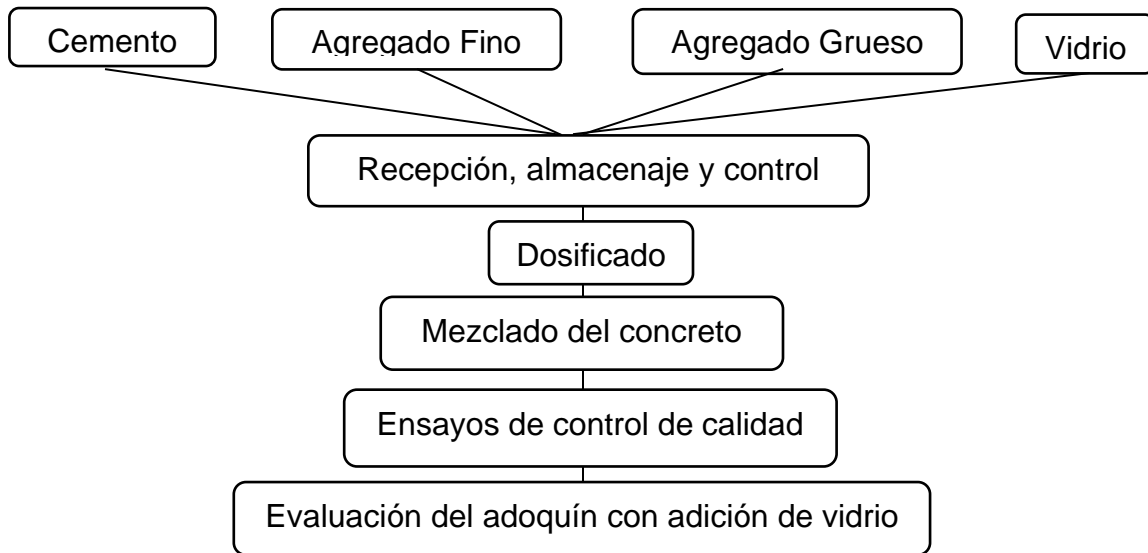 Cemento
Agregado Fino
Agregado Grueso
Vidrio
Recepción, almacenaje y control
Dosificado
Mezclado del concreto
Ensayos de control de calidad
Evaluación del adoquín con adición de vidrio